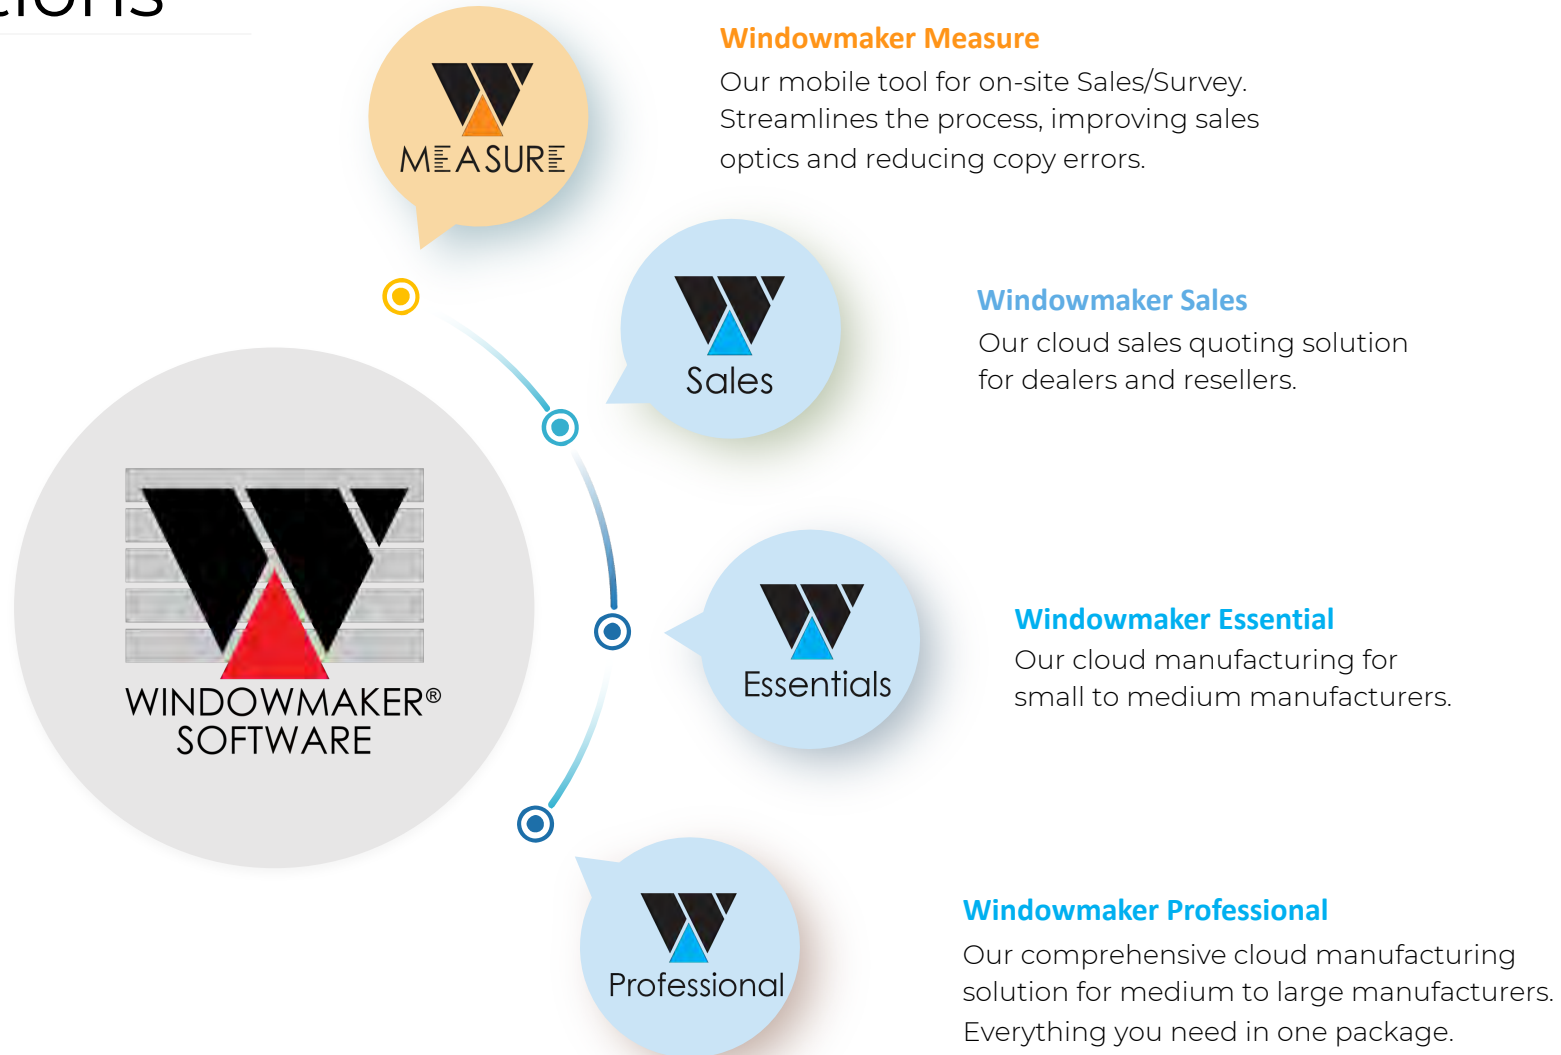 MEASURE
Windowmaker Measure
Our mobile tool for on-site Sales/Survey.
Streamlines the process, improving sales
optics and reducing copy errors.
Sales
Windowmaker Sales
Our cloud sales quoting solution
for dealers and resellers.
WINDOWMAKER®
SOFTWARE
Essentials
Windowmaker Essential
Our cloud manufacturing for
small to medium manufacturers.
Professional
Windowmaker Professional
Our comprehensive cloud manufacturing
solution for medium to large manufacturers.
Everything you need in one package.